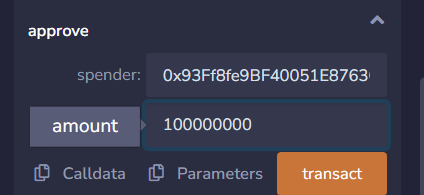 approve
spender: 0x93Ff8fe9BF40051E8763
amount 100000000
Calldata Parameters transact